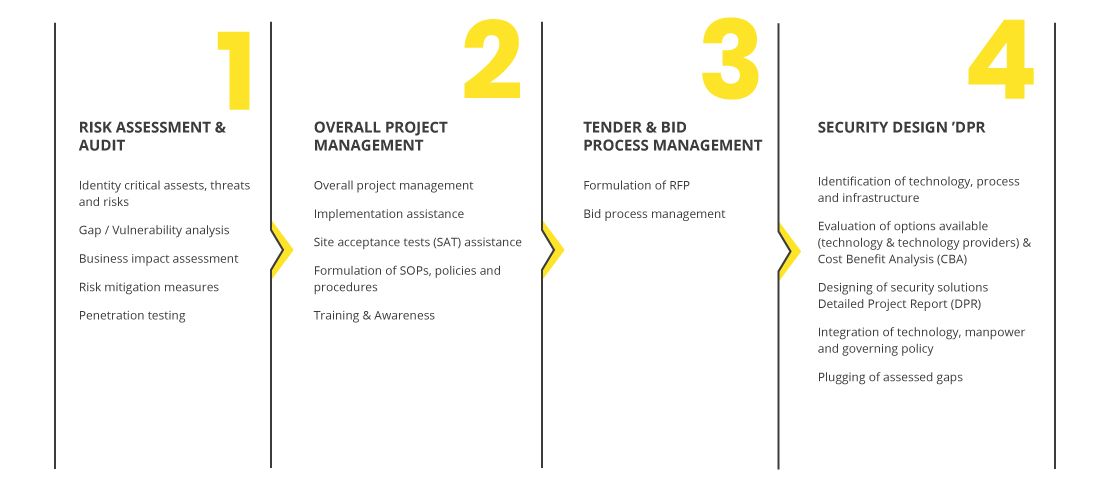 1
RISK ASSESSMENT &
AUDIT
Identity critical assests, threats
and risks
Gap / Vulnerability analysis
Business impact assessment
Risk mitigation measures
Penetration testing
2
OVERALL PROJECT
MANAGEMENT
Overall project management
Implementation assistance
Site acceptance tests (SAT) assistance
Formulation of SOPs, policies and
procedures
Training & Awareness
3
TENDER & BID
PROCESS MANAGEMENT
Formulation of RFP
Bid process management
4
SECURITY DESIGN ’DPR
Identification of technology, process
and infrastructure
Evaluation of options available
(technology & technology providers) &
Cost Benefit Analysis (CBA)
Designing of security solutions
Detailed Project Report (DPR)
Integration of technology, manpower
and governing policy
Plugging of assessed gaps